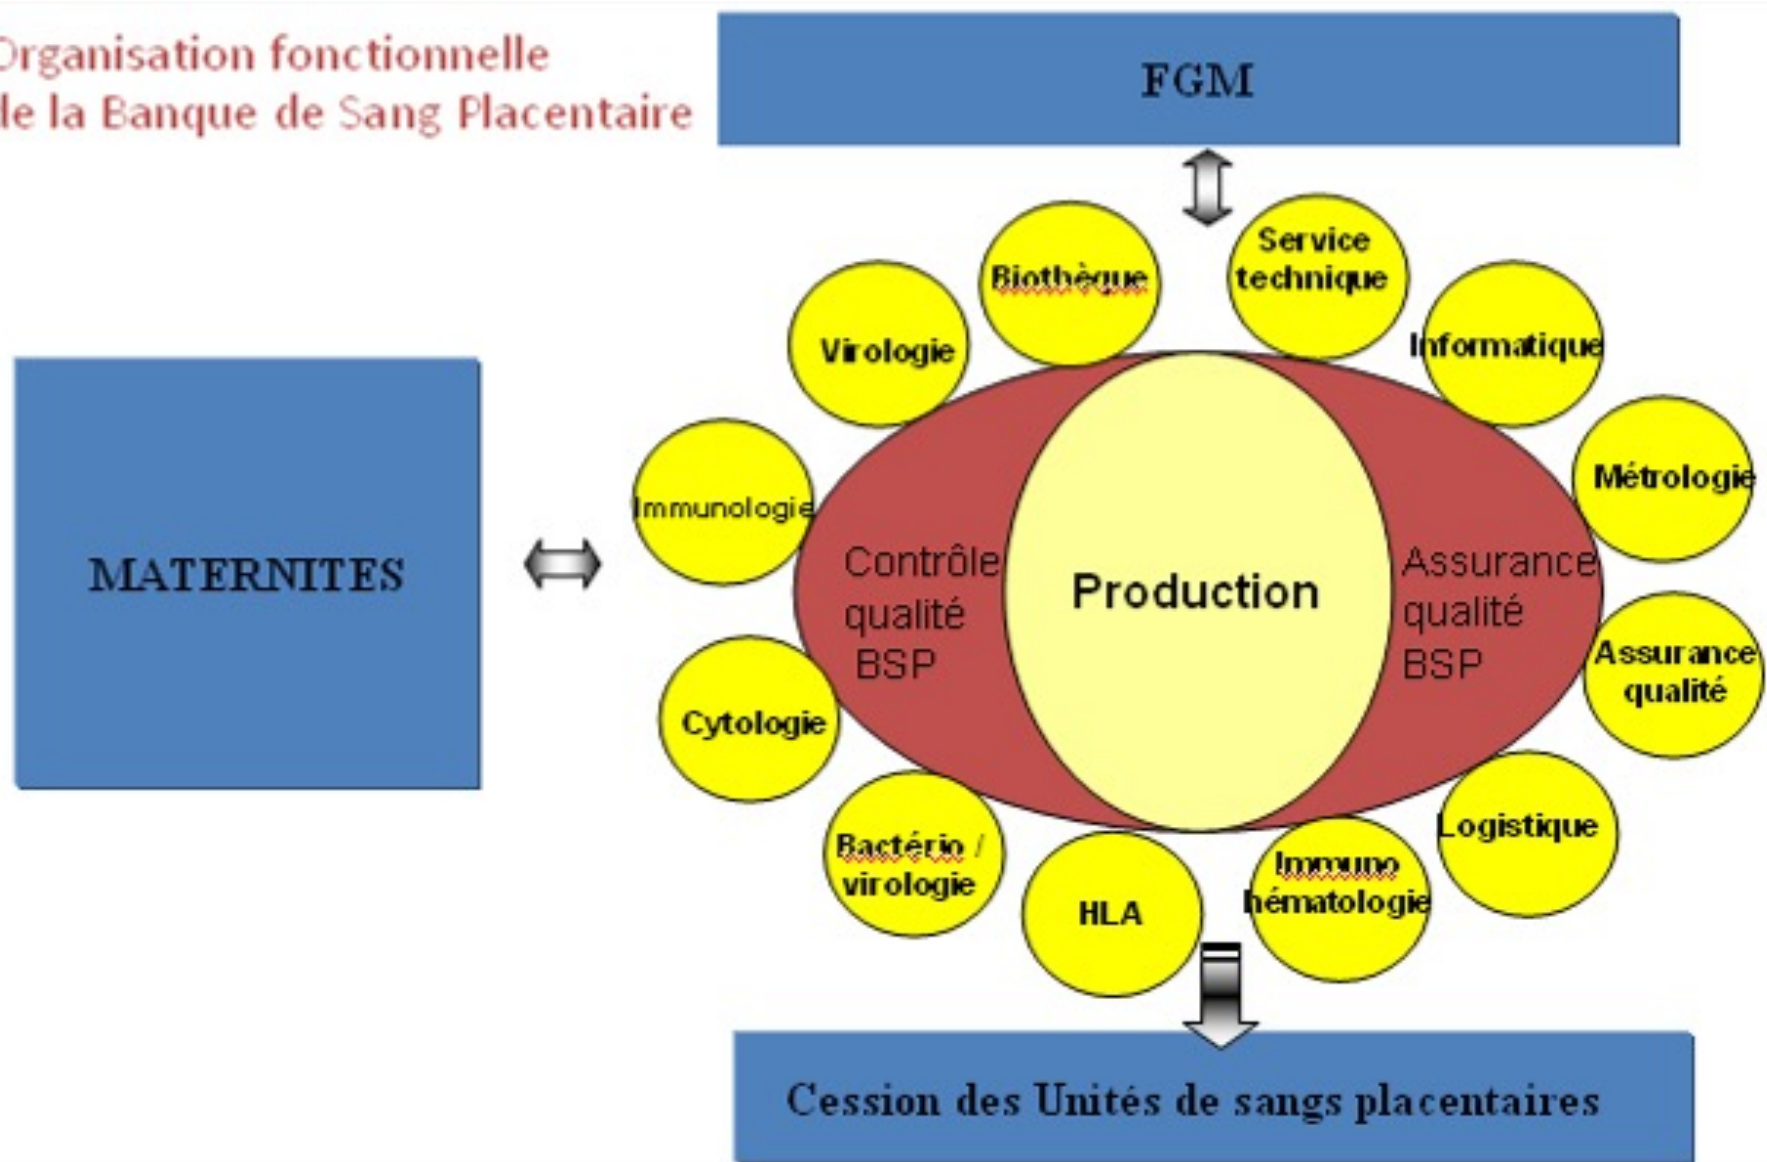 Organisation fonctionnelle
de la Banque de Sang Placentaire
FGM
Service
technique
Biothèque
Informatique
Virologie
Métrologie
Immunologie
MATERNITES
Contrôle
qualité
BSP
Production
Assurance
qualité
BSP
Assurance
qualité
Cytologie
Logistique
Bactério /
virologie
HLA
Immuno
hématologie
Cession des Unités de sangs placentaires